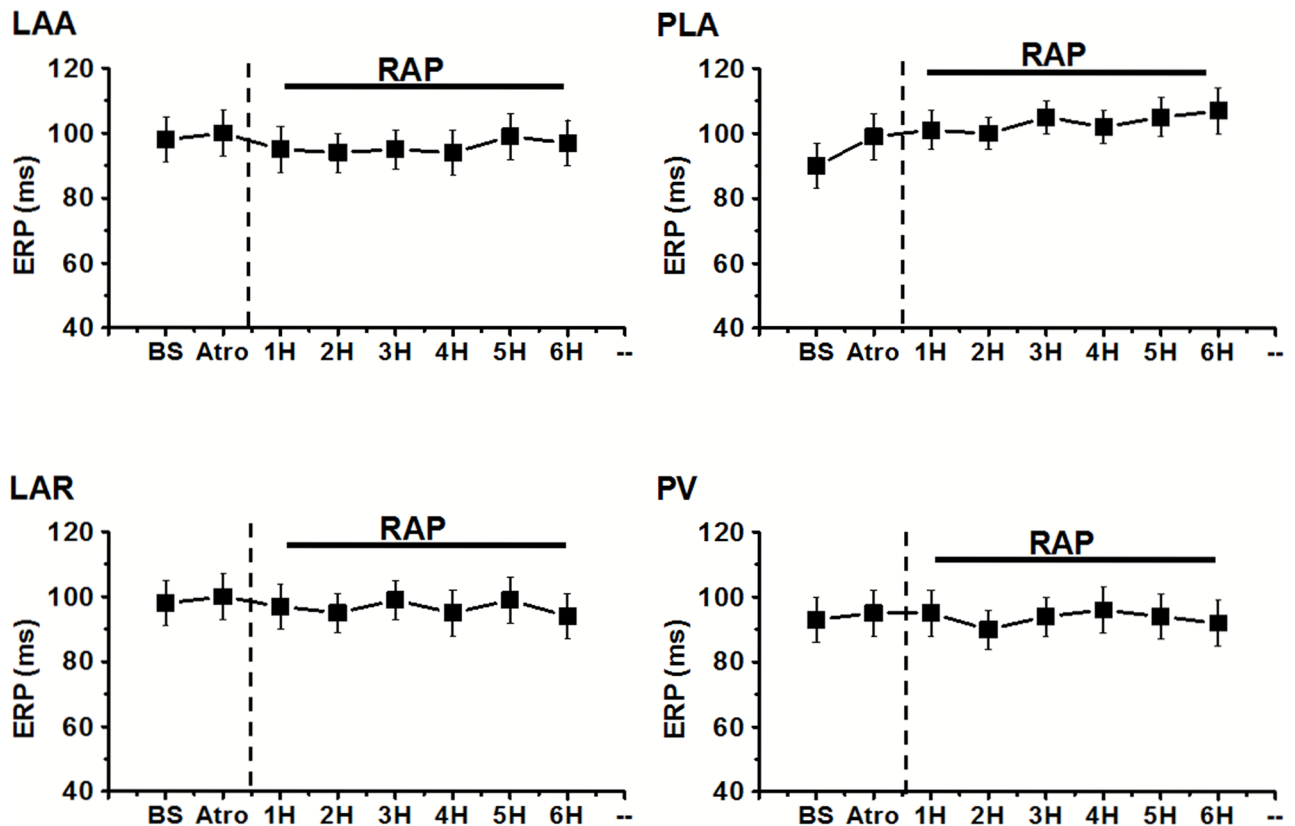 LAA
RAP
ERP (ms)
120
100
80
60
40
BS Atro 1H 2H 3H 4H 5H 6H --
PLA
RAP
ERP (ms)
120
100
80
60
40
BS Atro 1H 2H 3H 4H 5H 6H --
LAR
RAP
ERP (ms)
120
100
80
60
40
BS Atro 1H 2H 3H 4H 5H 6H --
PV
RAP
ERP (ms)
120
100
80
60
40
BS Atro 1H 2H 3H 4H 5H 6H --